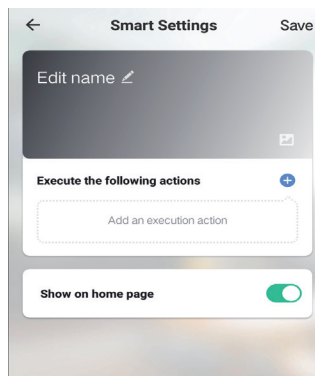 Smart Settings
Save
Edit name
Execute the following actions
Add an execution action
Show on home page